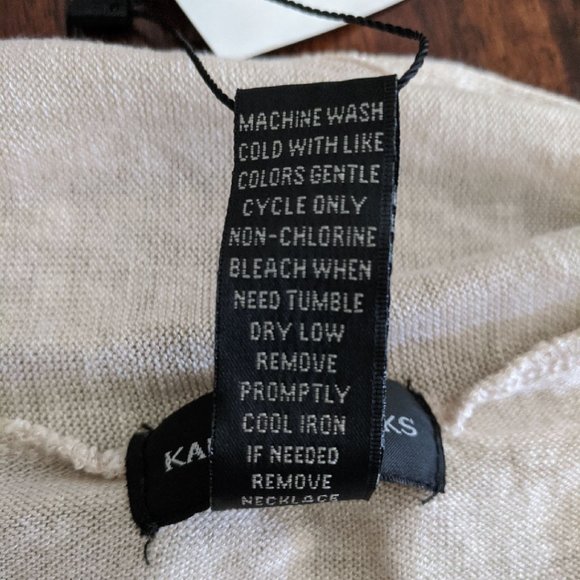 MACHINE WASH
COLD WITH LIKE
COLORS GENTLE
CYCLE ONLY
NON-CHLORINE
BLEACH WHEN
NEED TUMBLE
DRY LOW
REMOVE
PROMPTLY
COOL IRON
IF NEEDED
REMOVE
NECKLACE